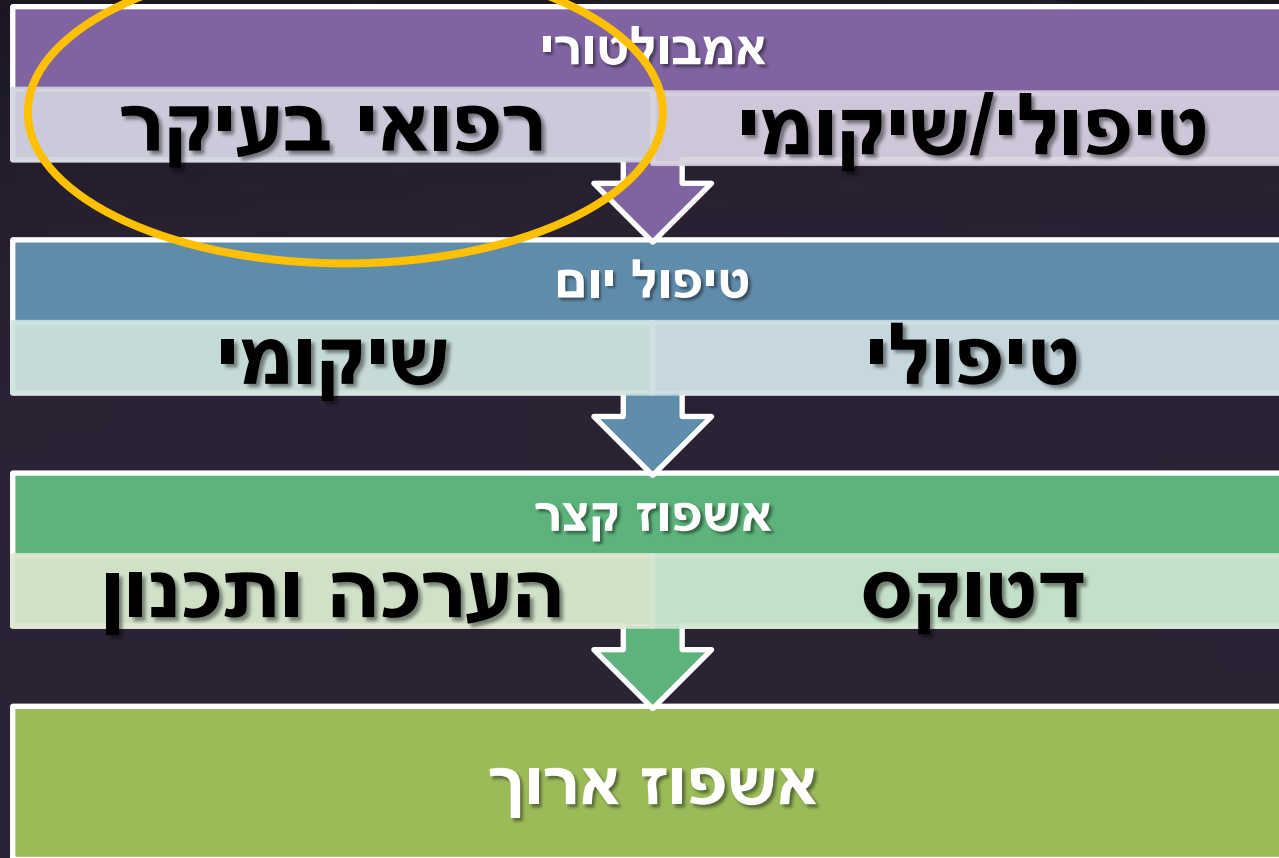 אמבולטורי
טיפולי/שיקומי רפואי בעיקר
טיפול יום
טיפולי שיקומי
אשפוז קצר
דטוקס הערכה ותכנון
אשפוז ארוך